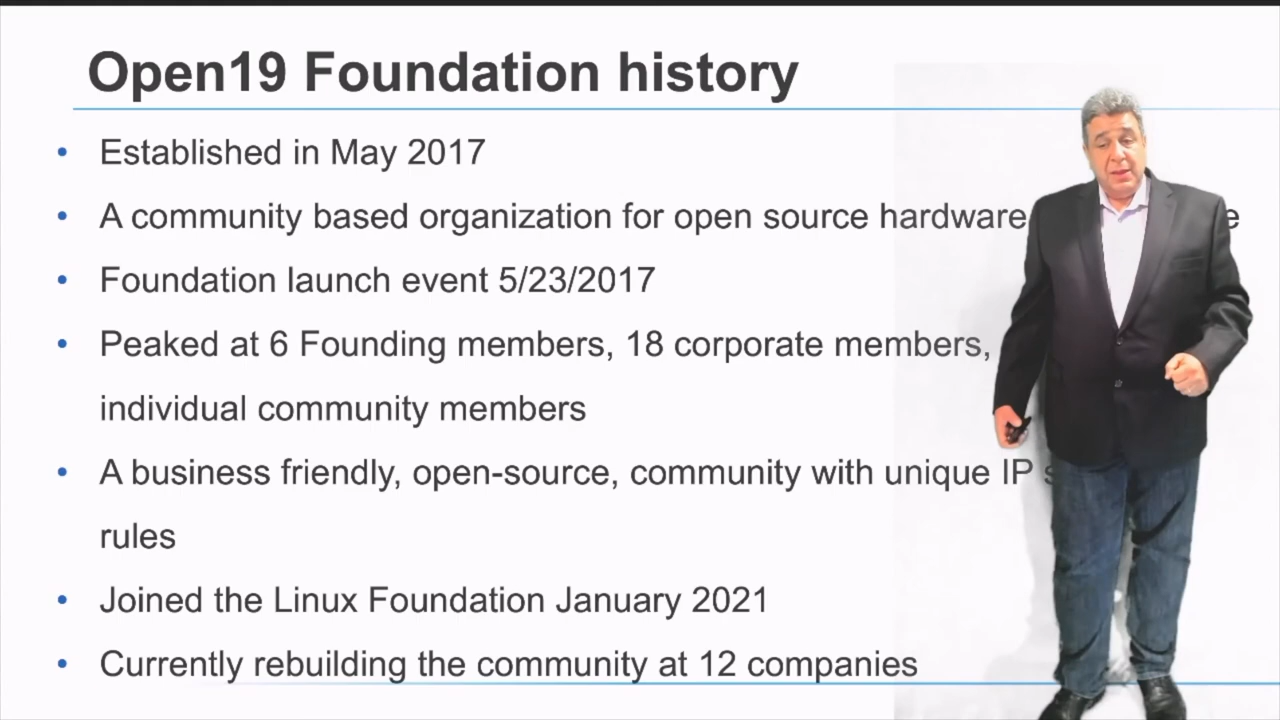 Open19 Foundation history
• Established in May 2017
• A community based organization for open source hardware
• Foundation launch event 5/23/2017
• Peaked at 6 Founding members, 18 corporate members,
individual community members
• A business friendly, open-source, community with unique IP
rules
• Joined the Linux Foundation January 2021
• Currently rebuilding the community at 12 companies